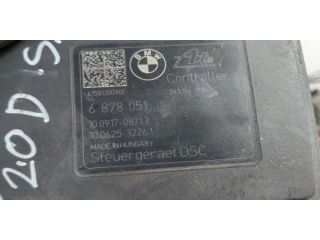 BMW
Ate
Controller
6 878 051
10.0917-0871.3
10.0625-3226.1
MADE IN HUNGARY
Steuergeraet DSC
2.0 D